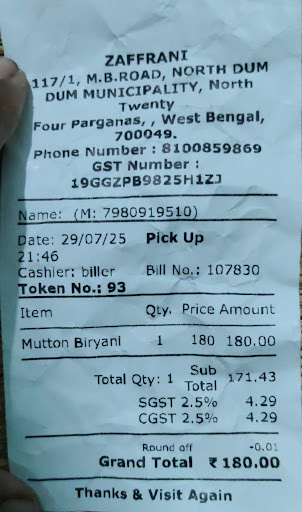 ZAFFRANI
117/1, M.B.ROAD, NORTH DUM
DUM MUNICIPALITY, North
Twenty
Four Parganas, , West Bengal,
700049.
Phone Number : 8100859869
GST Number :
19GGZPB9825H1ZJ
Name: (M: 7980919510)
Date: 29/07/25 Pick Up
21:46
Cashier: biller Bill No.: 107830
Token No.: 93
Item Qty. Price Amount
Mutton Biryani 1 180 180.00
Total Qty: 1 Sub Total 171.43
SGST 2.5% 4.29
CGST 2.5% 4.29
Round off -0.01
Grand Total ₹ 180.00
Thanks & Visit Again